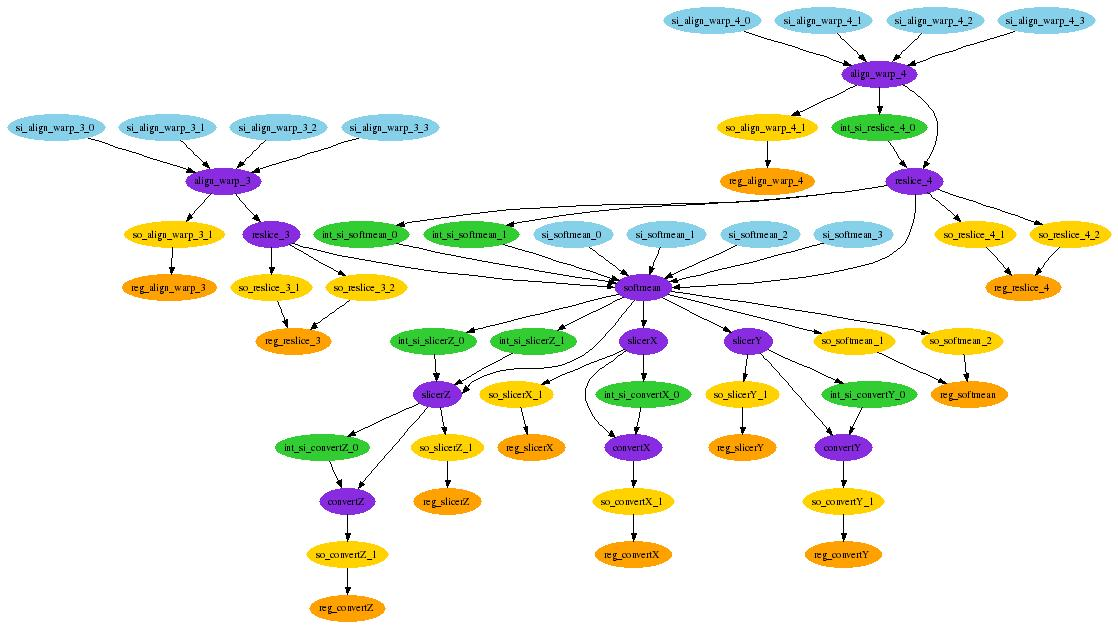 si_align_warp_4_0
si_align_warp_4_1
si_align_warp_4_2
si_align_warp_4_3
align_warp_4
si_align_warp_3_0
si_align_warp_3_1
si_align_warp_3_2
si_align_warp_3_3
so_align_warp_4_1
int_si_reslice_4_0
align_warp_3
reg_align_warp_4
reslice_4
so_align_warp_3_1
reslice_3
int_si_softmean_0
int_si_softmean_1
si_softmean_0
si_softmean_1
si_softmean_2
si_softmean_3
so_reslice_4_1
so_reslice_4_2
reg_align_warp_3
so_reslice_3_1
so_reslice_3_2
softmean
reg_reslice_4
reg_reslice_3
int_si_slicerZ_0
int_si_slicerZ_1
slicerX
slicerY
so_softmean_1
so_softmean_2
slicerZ
so_slicerX_1
int_si_convertX_0
so_slicerY_1
int_si_convertY_0
reg_softmean
int_si_convertZ_0
so_slicerZ_1
reg_slicerX
convertX
reg_slicerY
convertY
convertZ
reg_slicerZ
so_convertX_1
so_convertY_1
so_convertZ_1
reg_convertX
reg_convertY
reg_convertZ